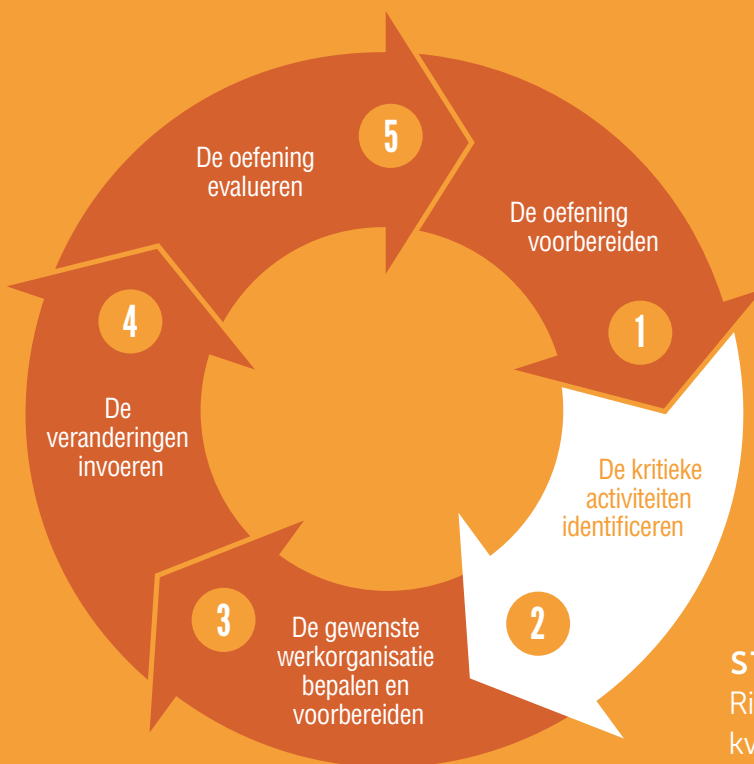 1
De oefening
voorbereiden
2
De kritieke
activiteiten
identificeren
3
De gewenste
werkorganisatie
bepalen en
voorbereiden
4
De
veranderingen
invoeren
5
De oefening
evalueren